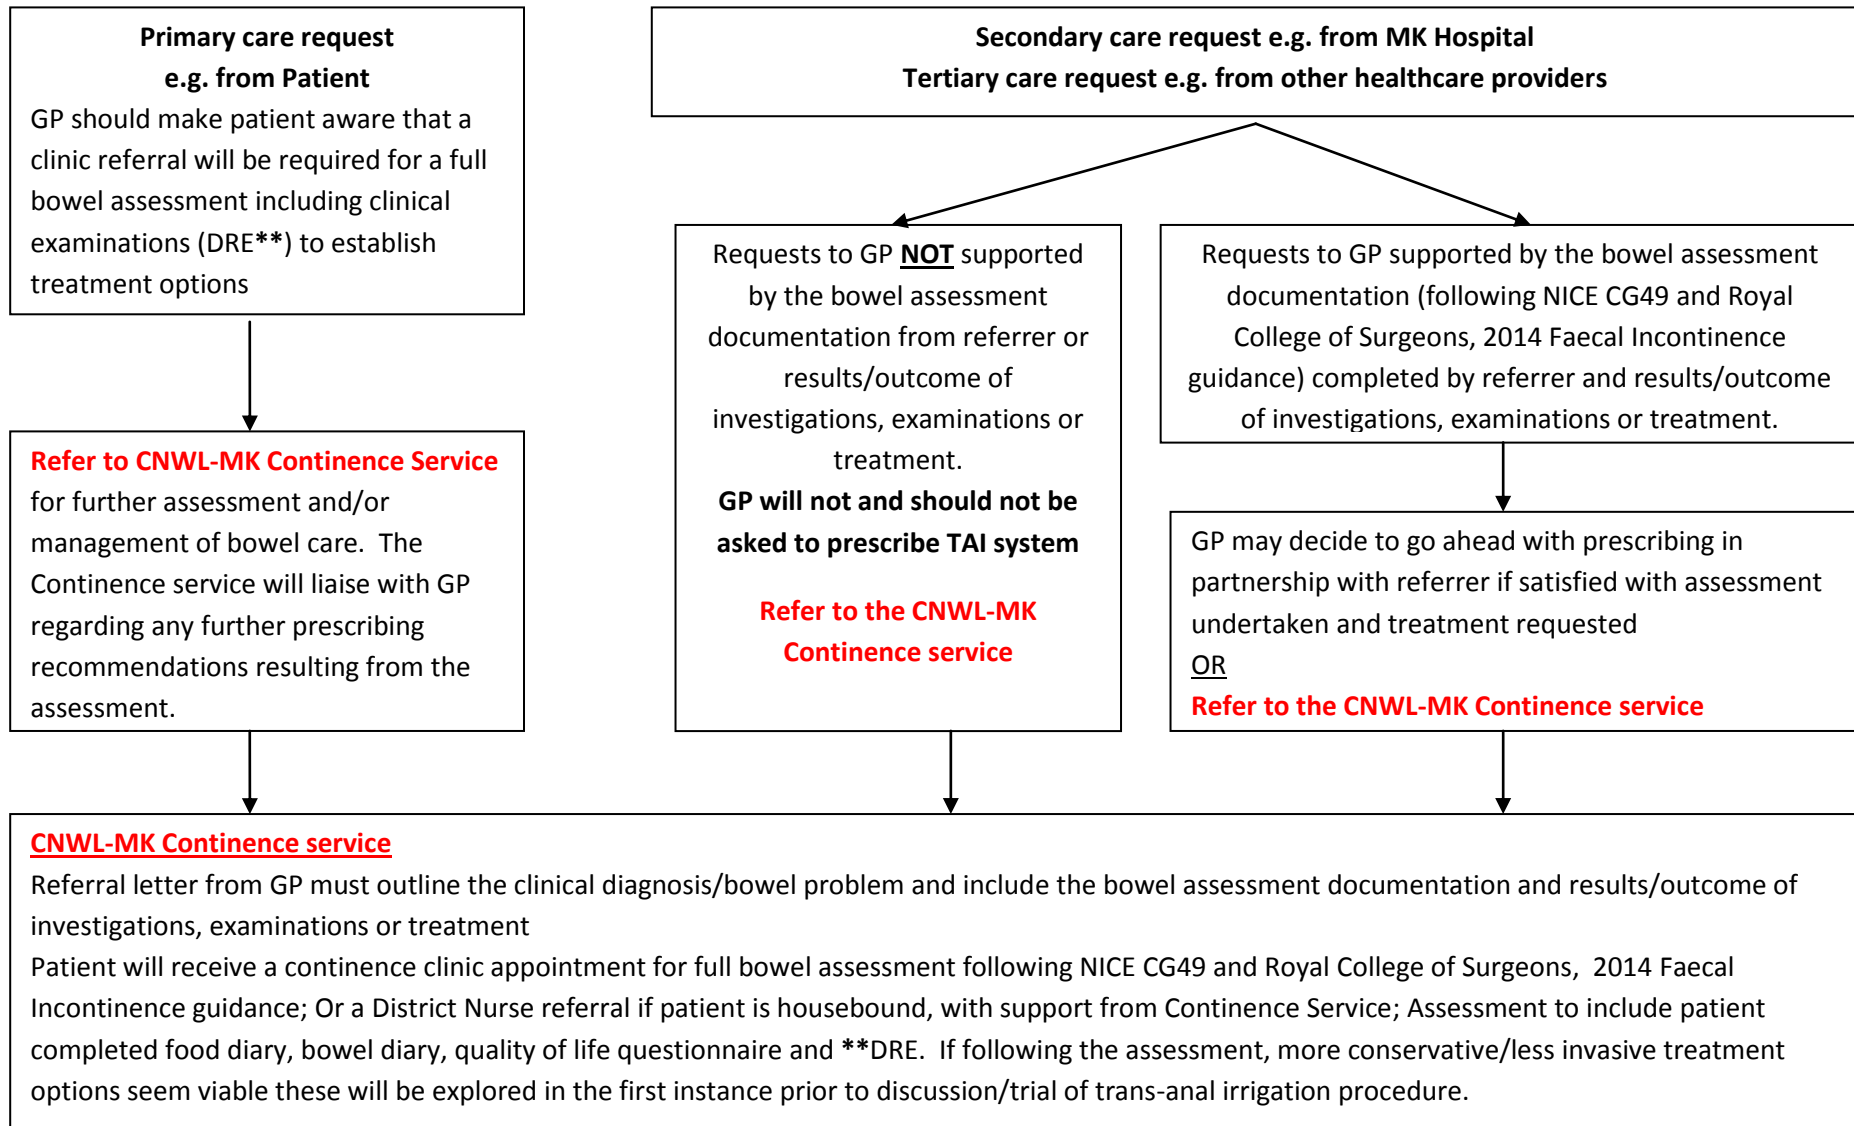 Primary care request
e.g. from Patient
GP should make patient aware that a
clinic referral will be required for a full
bowel assessment including clinical
examinations (DRE**) to establish
treatment options
Refer to CNWL-MK Continence Service
for further assessment and/or
management of bowel care.  The
Continence service will liaise with GP
regarding any further prescribing
recommendations resulting from the
assessment.
Secondary care request e.g. from MK Hospital
Tertiary care request e.g. from other healthcare providers
Requests to GP NOT supported
by the bowel assessment
documentation from referrer or
results/outcome of
investigations, examinations or
treatment.
GP will not and should not be
asked to prescribe TAI system
Refer to the CNWL-MK
Continence service
Requests to GP supported by the bowel assessment
documentation (following NICE CG49 and Royal
College of Surgeons, 2014 Faecal Incontinence
guidance) completed by referrer and results/outcome
of investigations, examinations or treatment.
GP may decide to go ahead with prescribing in
partnership with referrer if satisfied with assessment
undertaken and treatment requested
OR
Refer to the CNWL-MK Continence service
CNWL-MK Continence service
Referral letter from GP must outline the clinical diagnosis/bowel problem and include the bowel assessment documentation and results/outcome of
investigations, examinations or treatment
Patient will receive a continence clinic appointment for full bowel assessment following NICE CG49 and Royal College of Surgeons,  2014 Faecal
Incontinence guidance; Or a District Nurse referral if patient is housebound, with support from Continence Service; Assessment to include patient
completed food diary, bowel diary, quality of life questionnaire and **DRE.  If following the assessment, more conservative/less invasive treatment
options seem viable these will be explored in the first instance prior to discussion/trial of trans-anal irrigation procedure.